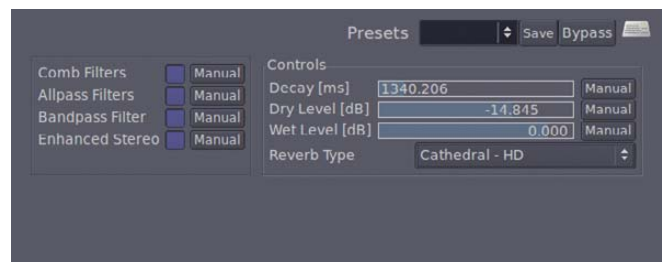 Presets Save Bypass
Comb Filters Manual
Allpass Filters Manual
Bandpass Filter Manual
Enhanced Stereo Manual
Controls
Decay [ms] 1340.206 Manual
Dry Level [dB] -14.845 Manual
Wet Level [dB] 0.000 Manual
Reverb Type Cathedral - HD